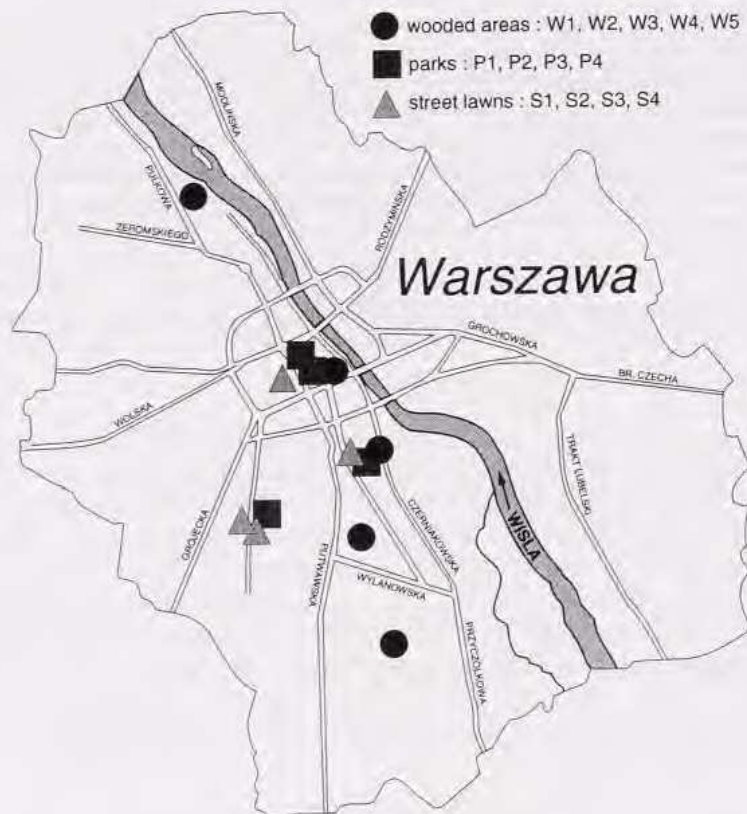 wooded areas : W1, W2, W3, W4, W5
parks : P1, P2, P3, P4
street lawns : S1, S2, S3, S4
MODLIŃSKA
PUŁKOWA
ŻEROMSKIEGO
RODZYMIŃSKA
Warszawa
GROCHOWSKA
BR. CZECHA
WOLSKA
TRAKT LUBELSKI
GRÓJECKA
CZERNIAKOWSKA
WISŁA
PUTWAWSKA
WYLANOWSKA
PRZYCZÓŁKOWA